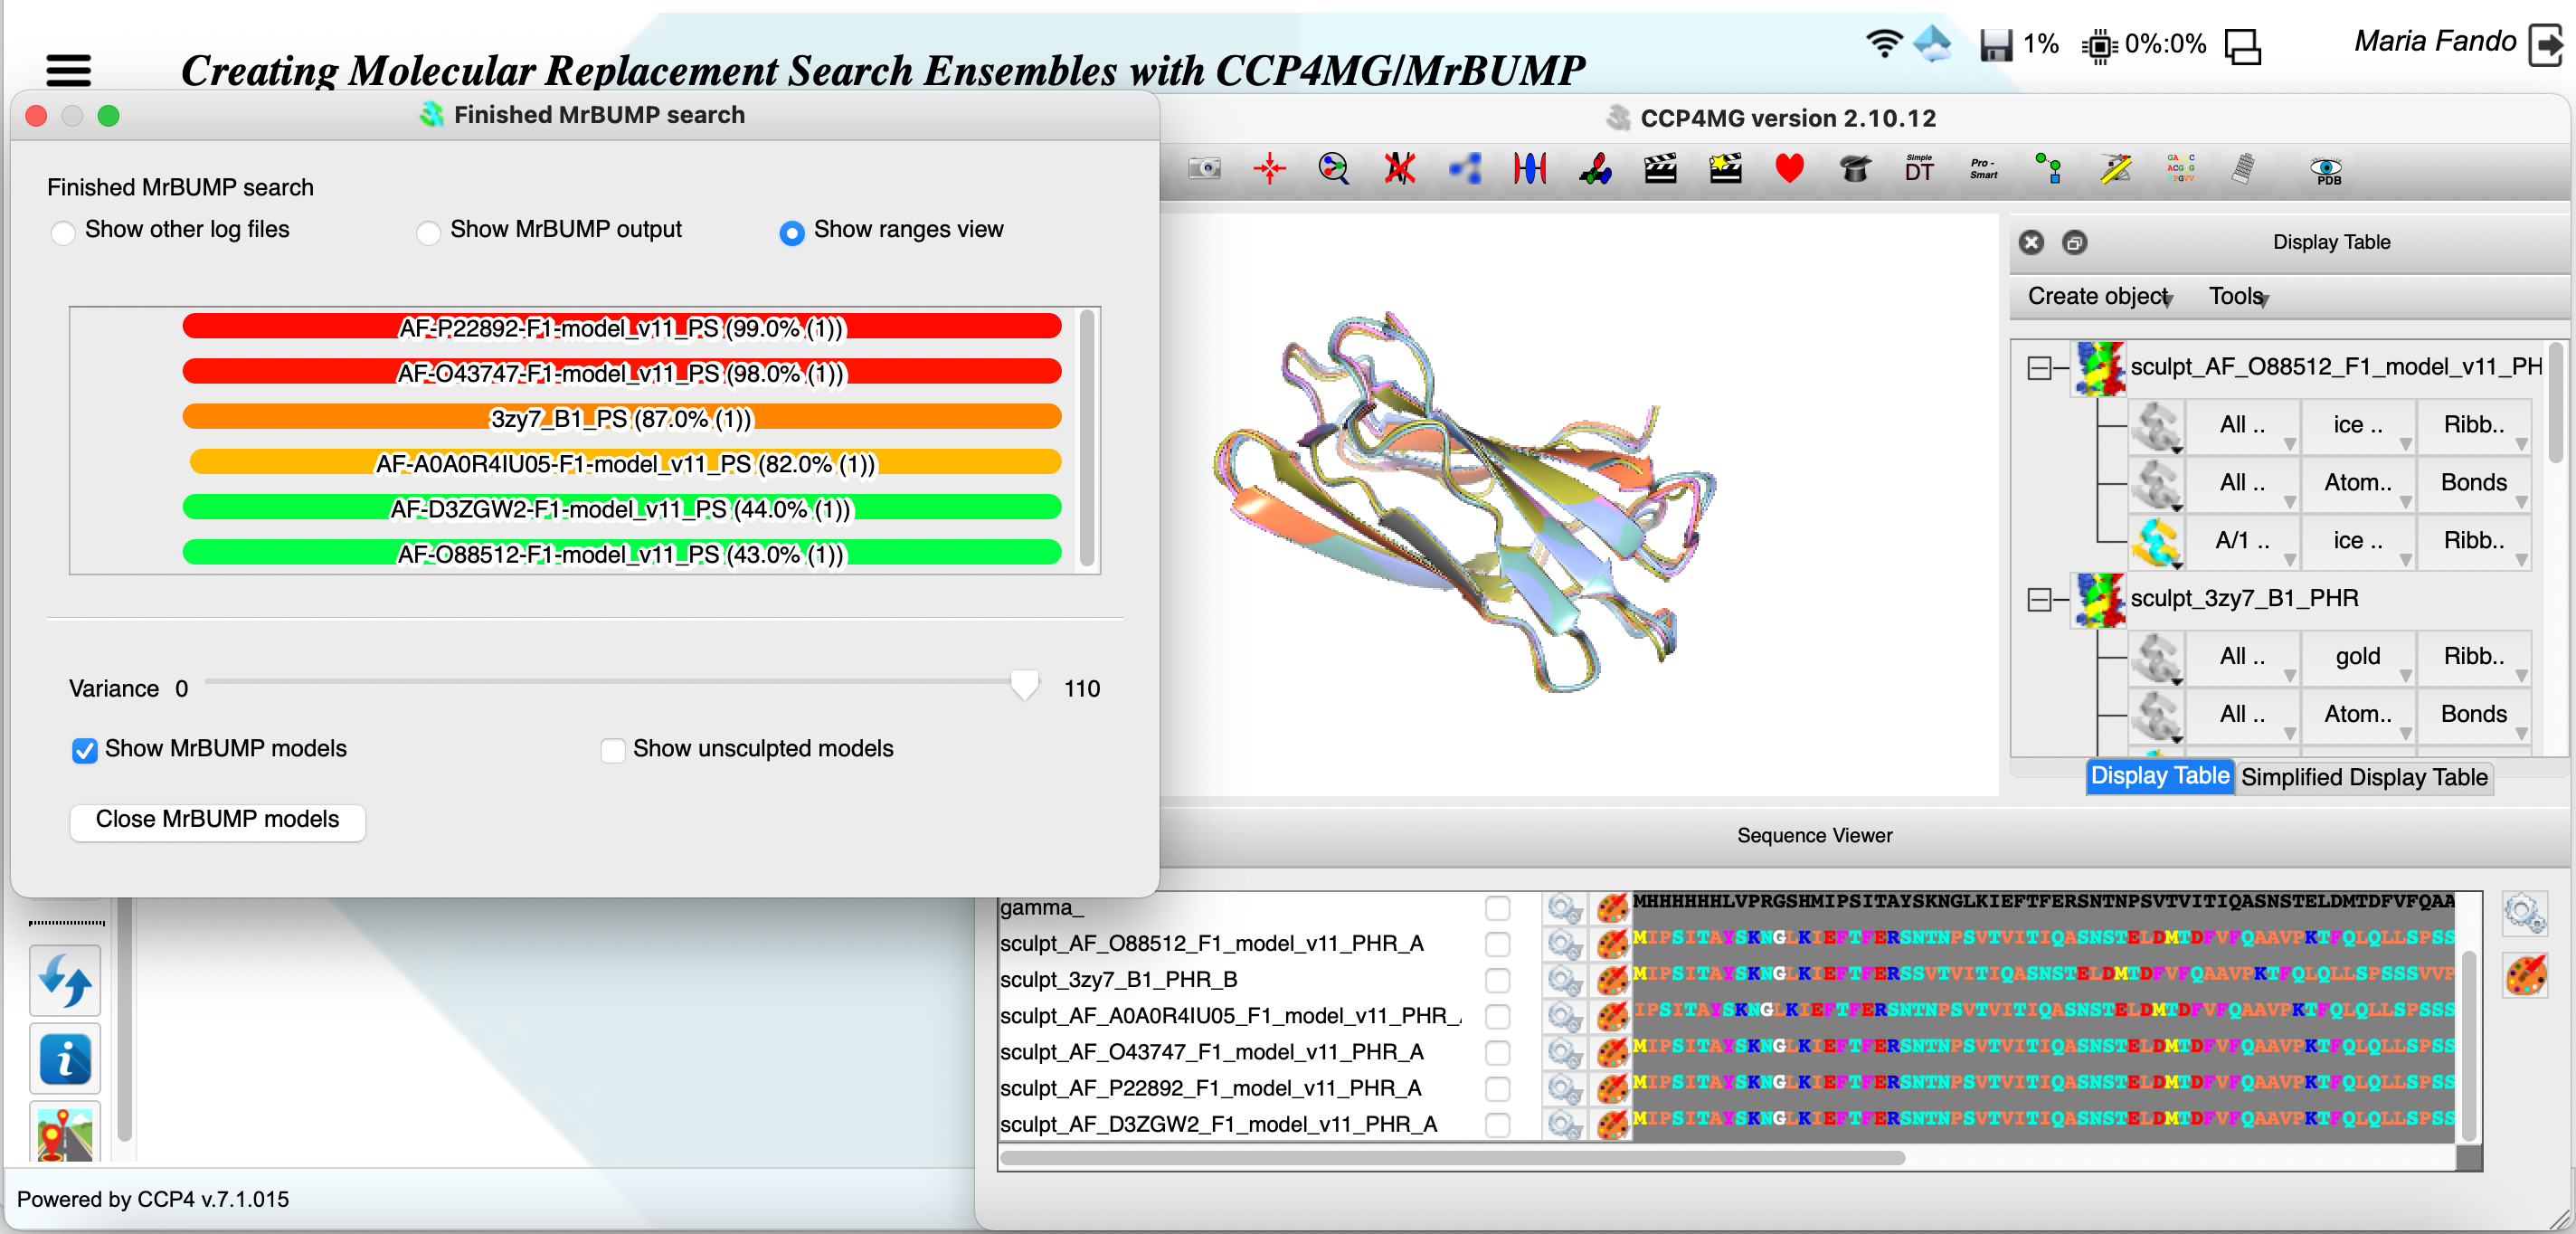 Creating Molecular Replacement Search Ensembles with CCP4MG/MrBUMP
1%
0%:0%
Maria Fando
Finished MrBUMP search
CCP4MG version 2.10.12
Simple DT
Pro - Smart
PDB
Finished MrBUMP search
Show other log files
Show MrBUMP output
Show ranges view
AF-P22892-F1-model_v11_PS (99.0% (1))
AF-O43747-F1-model_v11_PS (98.0% (1))
3zy7_B1_PS (87.0% (1))
AF-A0A0R4IU05-F1-model_v11_PS (82.0% (1))
AF-D3ZGW2-F1-model_v11_PS (44.0% (1))
AF-O88512-F1-model_v11_PS (43.0% (1))
Variance 0
110
Show MrBUMP models
Show unsculpted models
Close MrBUMP models
Display Table
Create object
Tools
sculpt_AF_O88512_F1_model_v11_PH
All .. ice .. Ribb..
All .. Atom.. Bonds
A/1 .. ice .. Ribb..
sculpt_3zy7_B1_PHR
All .. gold Ribb..
All .. Atom.. Bonds
Display Table
Simplified Display Table
Sequence Viewer
gamma_ MHHHHHHLVPRGSHMIPSITAYSKNGLKIEFTFERSNTNPSVTVITIQASNSTELDMTDFVFQAA
sculpt_AF_O88512_F1_model_v11_PHR_A MIPSITAYSKNGLKIEFTFERSNTNPSVTVITIQASNSTELDMTDFVFQAAVPKTFQLQLLSPSS
sculpt_3zy7_B1_PHR_B MIPSITAYSKNGLKIEFTFERSSVTVITIQASNSTELDMTDFVFQAAVPKTFQLQLLSPSSSVVP
sculpt_AF_A0A0R4IU05_F1_model_v11_PHR_ IPSITAYSKNGLKIEFTFERSNTNPSVTVITIQASNSTELDMTDFVFQAAVPKTFQLQLLSPSS
sculpt_AF_O43747_F1_model_v11_PHR_A MIPSITAYSKNGLKIEFTFERSNTNPSVTVITIQASNSTELDMTDFVFQAAVPKTFQLQLLSPSS
sculpt_AF_P22892_F1_model_v11_PHR_A MIPSITAYSKNGLKIEFTFERSNTNPSVTVITIQASNSTELDMTDFVFQAAVPKTFQLQLLSPSS
sculpt_AF_D3ZGW2_F1_model_v11_PHR_A MIPSITAYSKNGLKIEFTFERSNTNPSVTVITIQASNSTELDMTDFVFQAAVPKTFQLQLLSPSS
Powered by CCP4 v.7.1.015